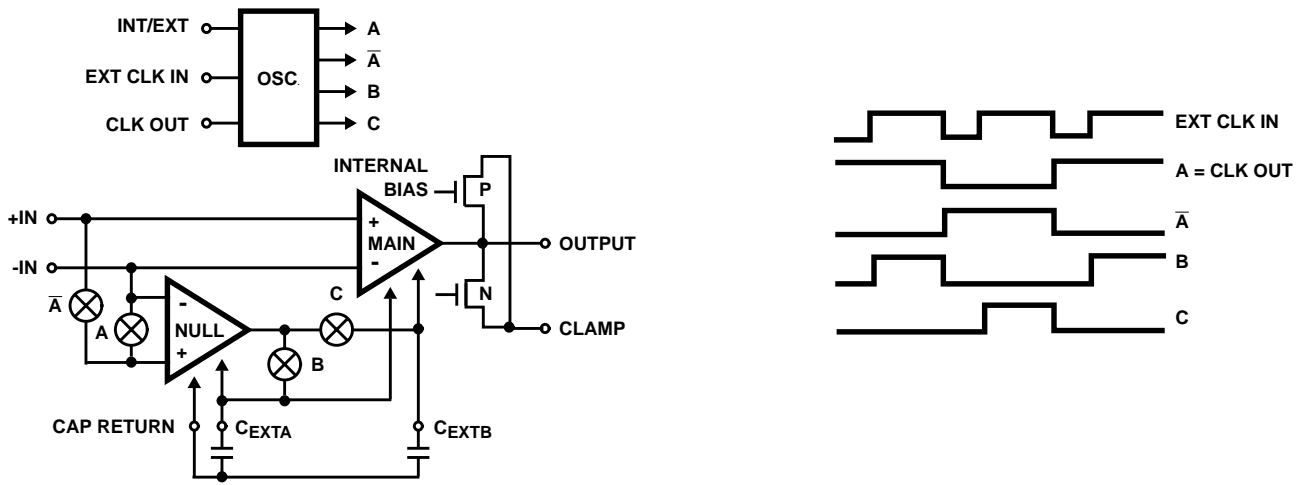 INT/EXT
A
A̅
EXT CLK IN
OSC.
B
CLK OUT
C
INTERNAL
BIAS
P
+IN
+
MAIN
OUTPUT
-
-IN
N
A̅
A
-
NULL
+
C
B
CLAMP
CAP RETURN
CEXTA
CEXTB
EXT CLK IN
A = CLK OUT
A̅
B
C